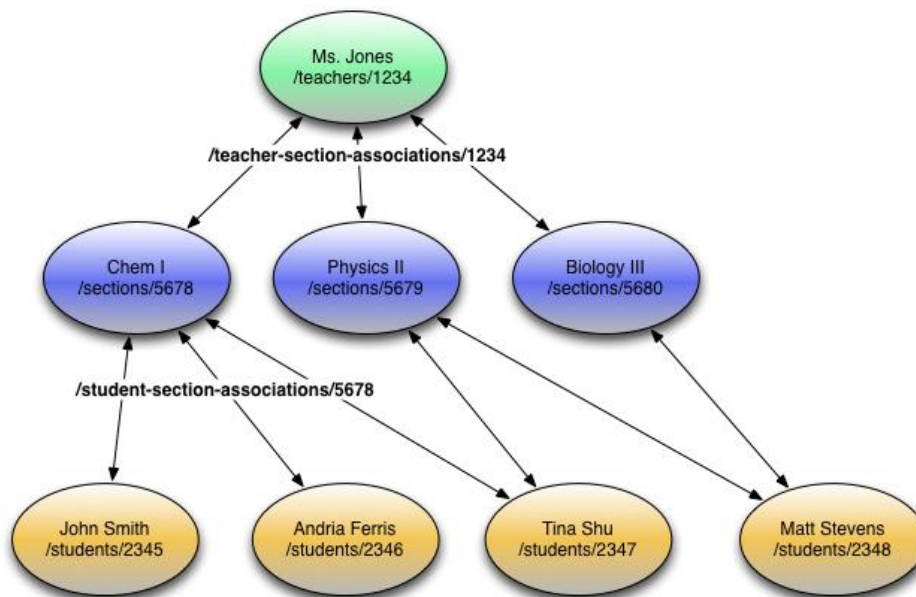 Ms. Jones
/teachers/1234
/teacher-section-associations/1234
Chem I
/sections/5678
Physics II
/sections/5679
Biology III
/sections/5680
/student-section-associations/5678
John Smith
/students/2345
Andria Ferris
/students/2346
Tina Shu
/students/2347
Matt Stevens
/students/2348